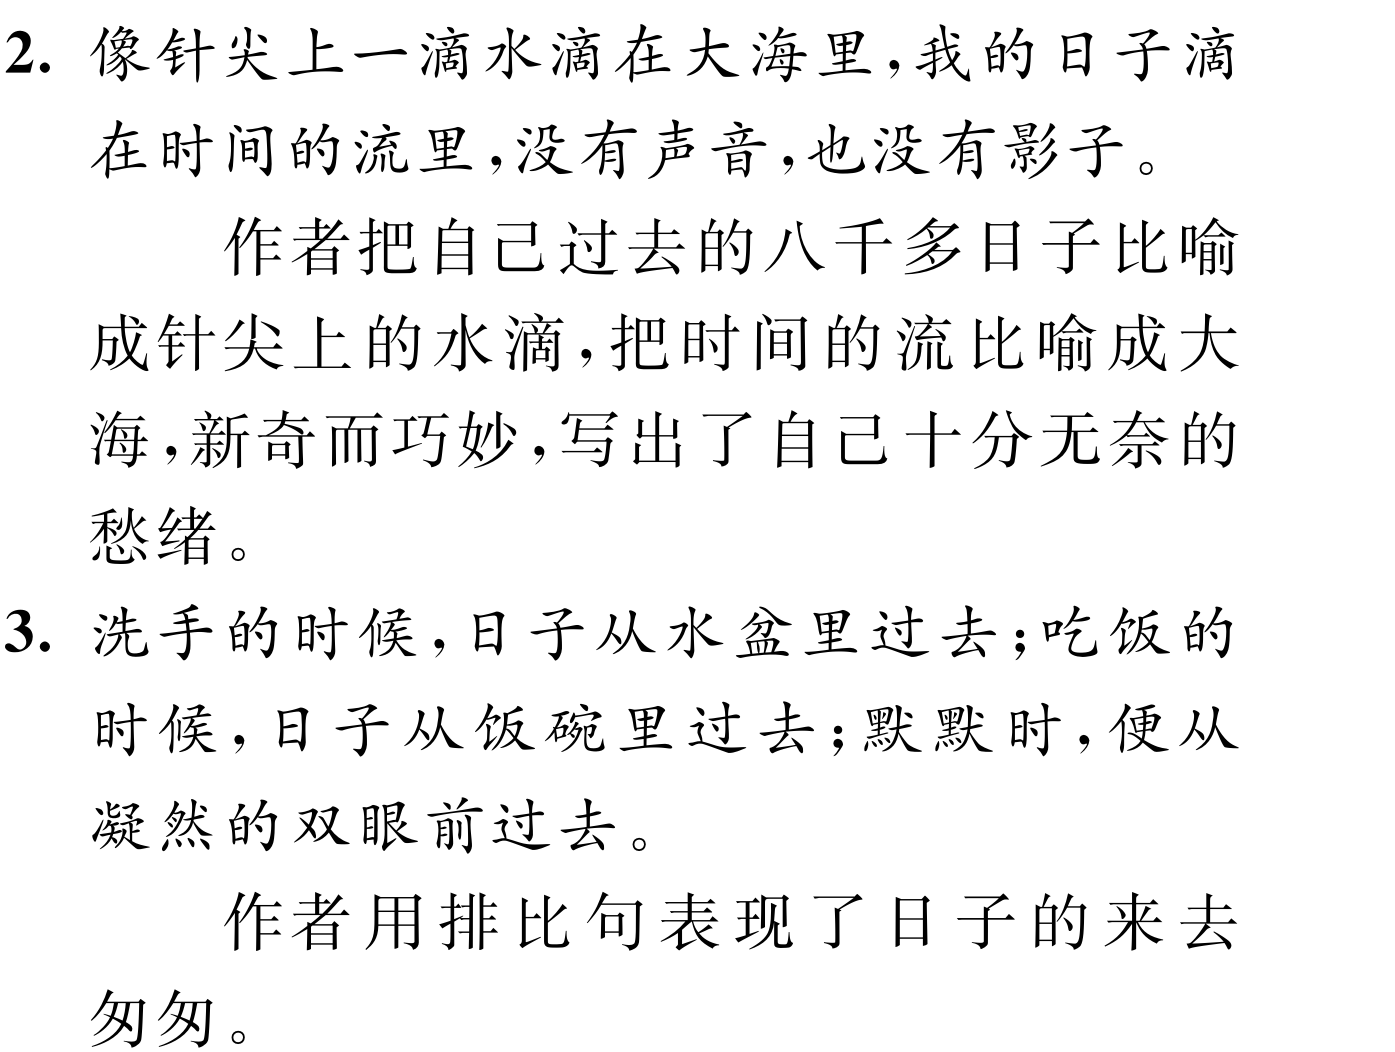 2. 像针尖上一滴水滴在大海里,我的日子滴
在时间的流里,没有声音,也没有影子。
作者把自己过去的八千多日子比喻
成针尖上的水滴,把时间的流比喻成大
海,新奇而巧妙,写出了自己十分无奈的
愁绪。
3. 洗手的时候,日子从水盆里过去;吃饭的
时候,日子从饭碗里过去;默默时,便从
凝然的双眼前过去。
作者用排比句表现了日子的来去
匆匆。